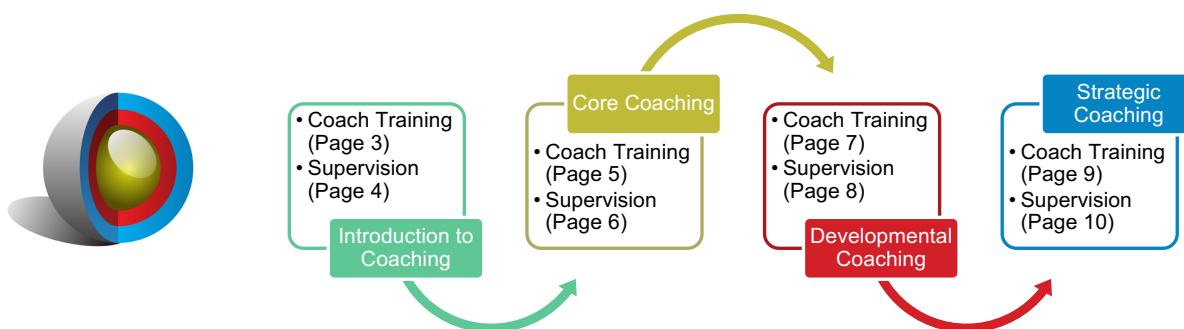 • Coach Training
(Page 3)
• Supervision
(Page 4)
Introduction to
Coaching
Core Coaching
• Coach Training
(Page 5)
• Supervision
(Page 6)
• Coach Training
(Page 7)
• Supervision
(Page 8)
Developmental
Coaching
Strategic
Coaching
• Coach Training
(Page 9)
• Supervision
(Page 10)